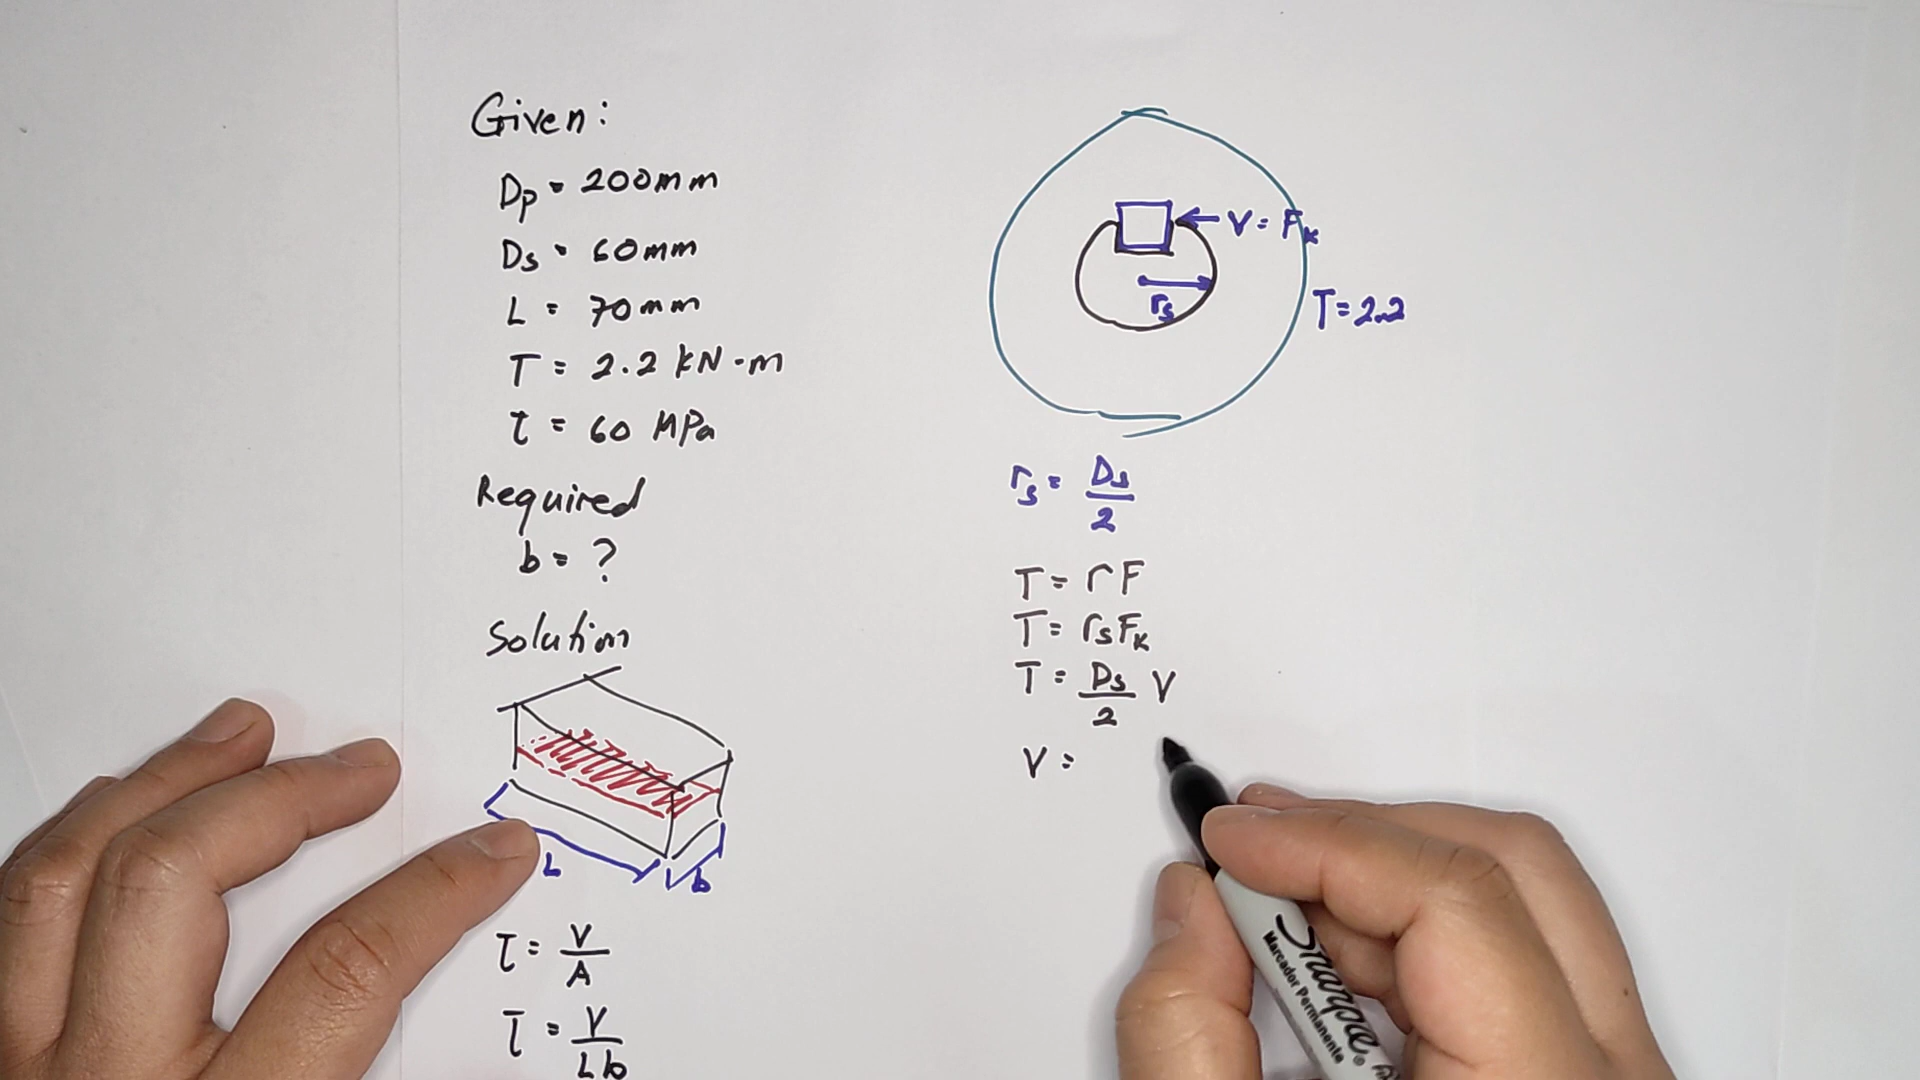 Given:
Dp = 200mm
Ds = 60mm
L = 70mm
T = 2.2 kN-m
τ = 60 MPa
Required
b = ?
Solution
L
b
τ = V/A
τ = V/Lb
V = Fk
rs
T = 2.2
rs = Ds/2
T = rF
T = rsFk
T = Ds/2 V
V =
Sharpie®
Marcador Permanente